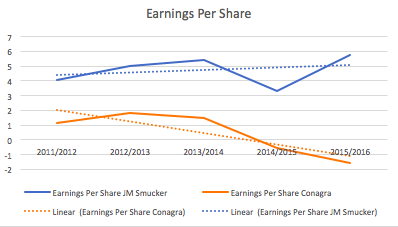 Earnings Per Share
7
6
5
4
3
2
1
0
-1
-2
2011/2012 2012/2013 2013/2014 2014/2015 2015/2016
Earnings Per Share JM Smucker Earnings Per Share Conagra
Linear (Earnings Per Share Conagra) Linear (Earnings Per Share JM Smucker)